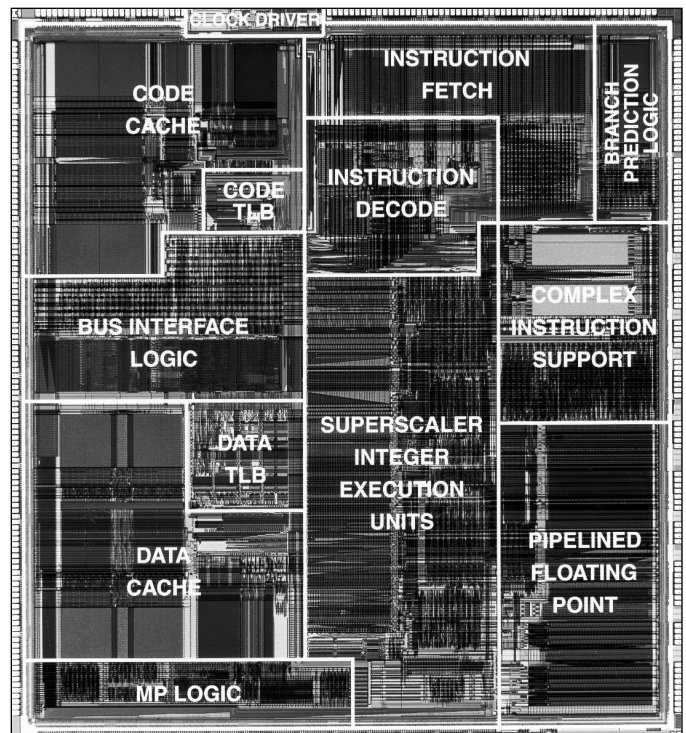 CLOCK DRIVER
CODE
CACHE
INSTRUCTION
FETCH
BRANCH
PREDICTION
LOGIC
CODE
TLB
INSTRUCTION
DECODE
BUS INTERFACE
LOGIC
COMPLEX
INSTRUCTION
SUPPORT
DATA
TLB
SUPERSCALER
INTEGER
EXECUTION
UNITS
DATA
CACHE
PIPELINED
FLOATING
POINT
MP LOGIC